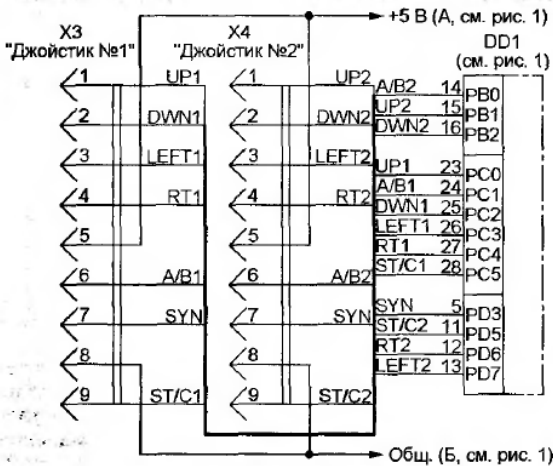 +5 В (А, см. рис. 1)
X3
"Джойстик №1"
X4
"Джойстик №2"
DD1
(см. рис. 1)
1 UP1
2 DWN1
3 LEFT1
4 RT1
5
6 A/B1
7 SYN
8
9 ST/C1
1 UP2
2 DWN2
3 LEFT2
4 RT2
5
6 A/B2
7 SYN
8
9 ST/C2
A/B2 14 PB0
UP2 15 PB1
DWN2 16 PB2
UP1 23 PC0
A/B1 24 PC1
DWN1 25 PC2
LEFT1 26 PC3
RT1 27 PC4
ST/C1 28 PC5
SYN 5 PD3
ST/C2 11 PD5
RT2 12 PD6
LEFT2 13 PD7
Общ. (Б, см. рис. 1)